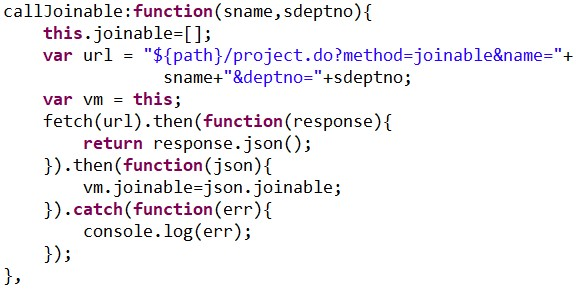 callJoinable:function(sname,sdeptno){
    this.joinable=[];
    var url = "${path}/project.do?method=joinable&name="+
                sname+"&deptno="+sdeptno;
    var vm = this;
    fetch(url).then(function(response){
        return response.json();
    }).then(function(json){
        vm.joinable=json.joinable;
    }).catch(function(err){
        console.log(err);
    });
},